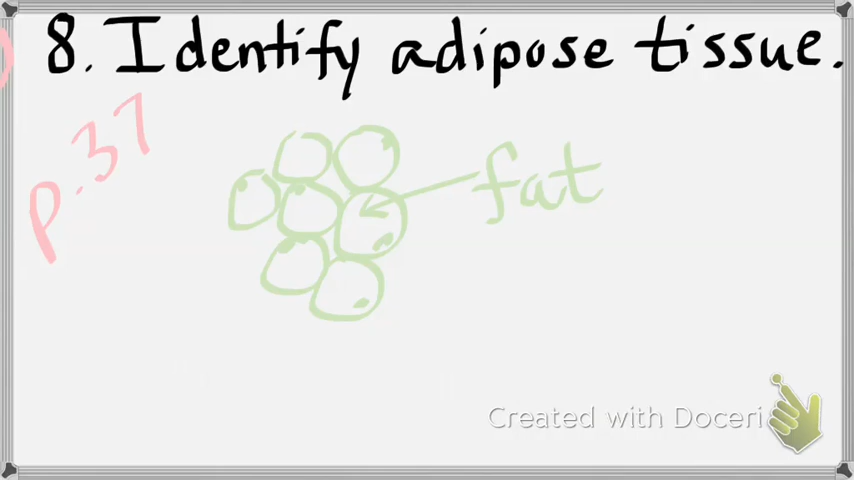 8. Identify adipose tissue.
p.37
fat
Created with Doceri